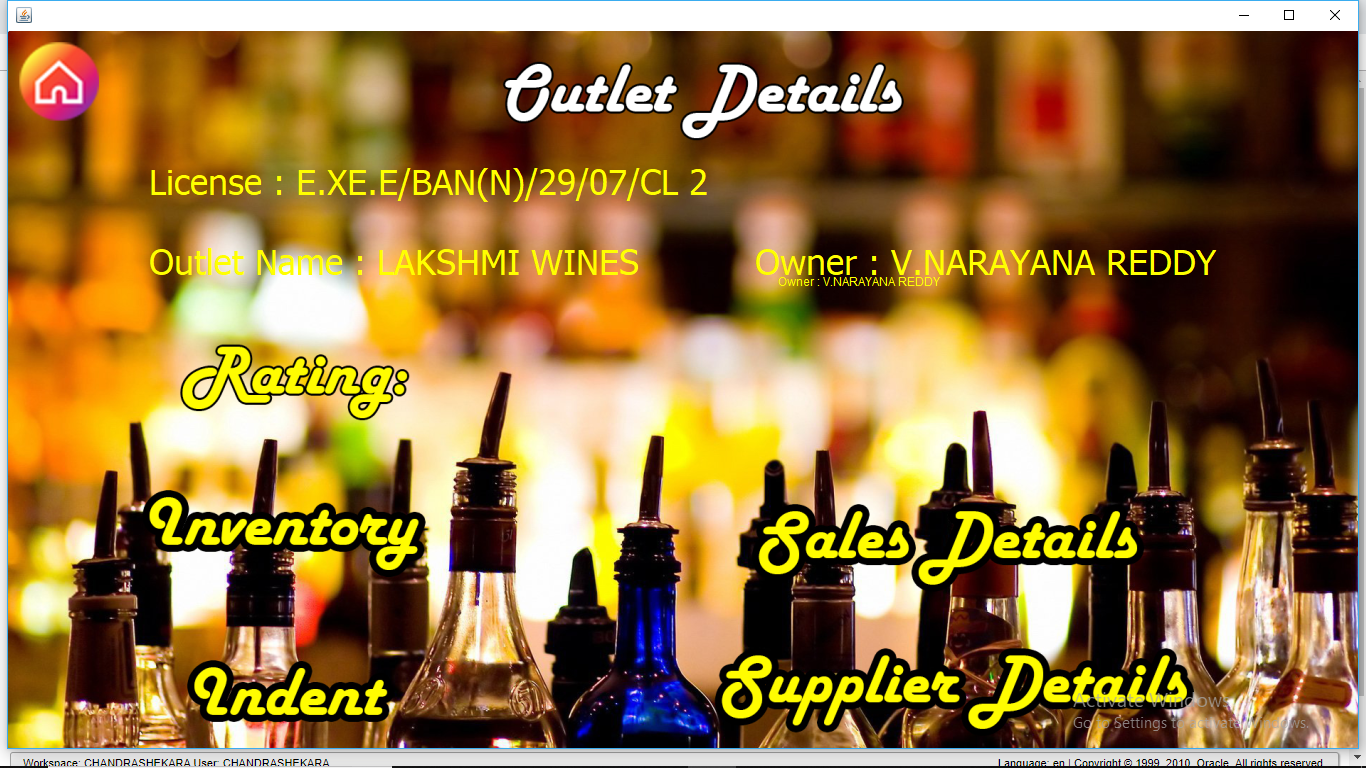 Outlet Details
License : E.XE.E/BAN(N)/29/07/CL 2
Outlet Name : LAKSHMI WINES
Owner : V.NARAYANA REDDY
Owner : V.NARAYANA REDDY
Rating:
Inventory
Sales Details
Indent
Supplier Details
Activate Windows
Go to Settings to activate Windows.
Workspace: CHANDRASHEKARA User: CHANDRASHEKARA
Language: en | Copyright © 1999, 2010, Oracle. All rights reserved.